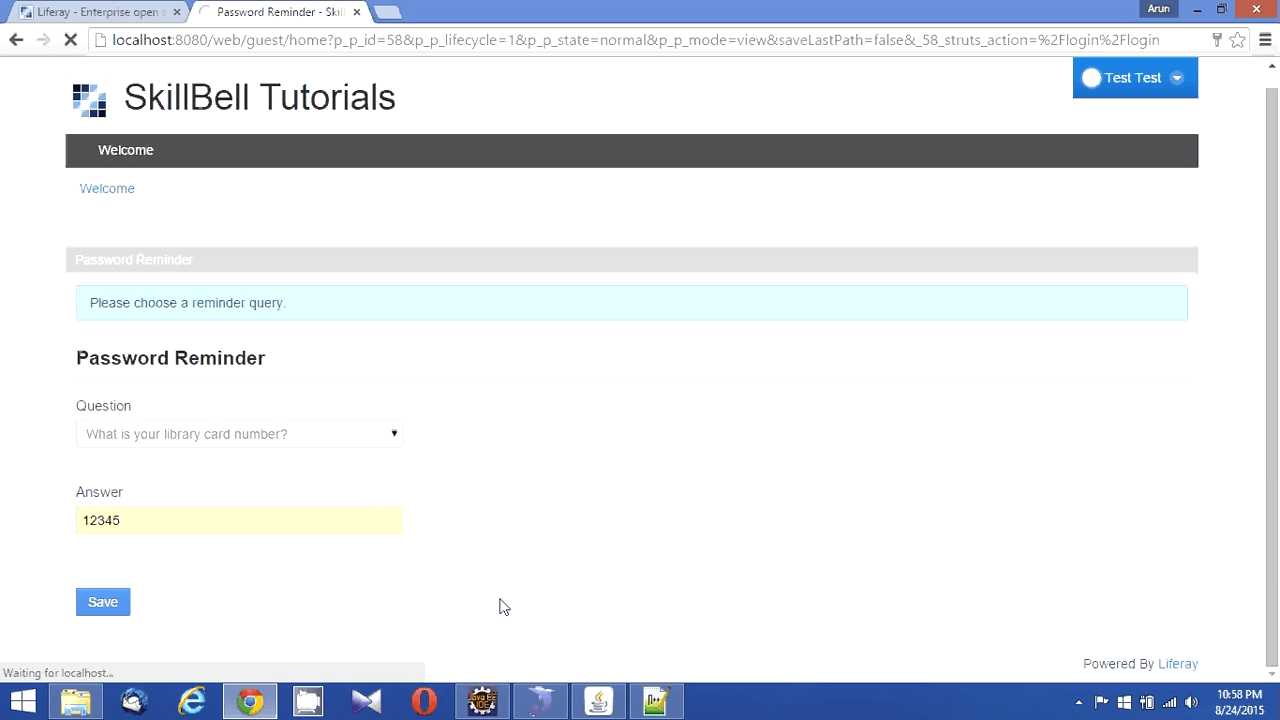 Liferay - Enterprise open s
Password Reminder - Skil
Arun
localhost:8080/web/guest/home?p_p_id=58&p_p_lifecycle=1&p_p_state=normal&p_p_mode=view&saveLastPath=false&_58_struts_action=%2Flogin%2Flogin
SkillBell Tutorials
Test Test
Welcome
Welcome
Password Reminder
Please choose a reminder query.
Password Reminder
Question
What is your library card number?
Answer
12345
Save
Powered By Liferay
Waiting for localhost...
10:58 PM
8/24/2015